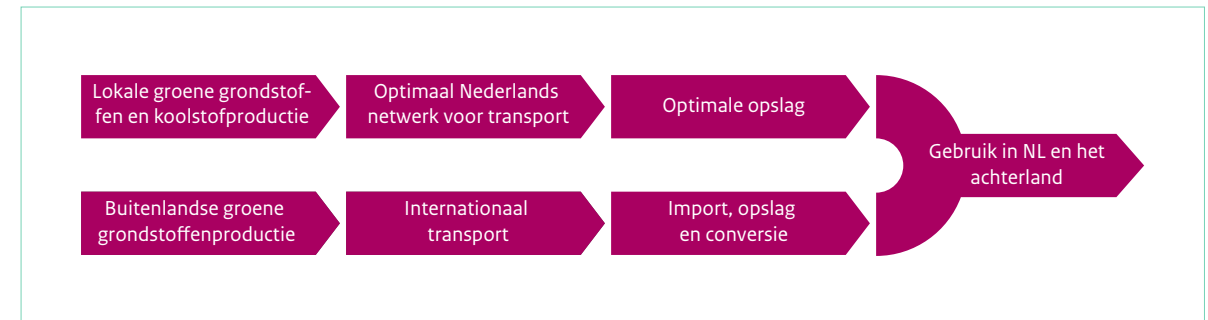 Lokale groene grondstof-
fen en koolstofproductie
Optimaal Nederlands
netwerk voor transport
Optimale opslag
Buitenlandse groene
grondstoffenproductie
Internationaal
transport
Import, opslag
en conversie
Gebruik in NL en het
achterland